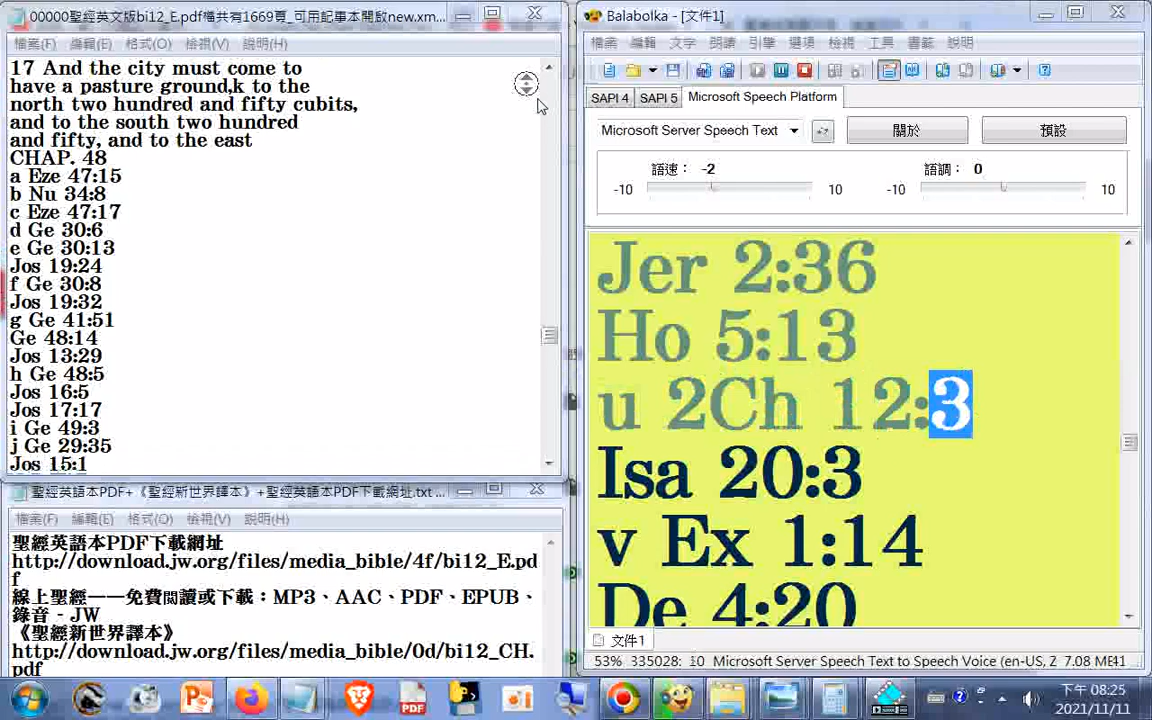 00000聖經英文版bi12_E.pdf檔共有1669頁_可用記事本開啟new.xm...
檔案(F) 編輯(E) 格式(O) 檢視(V) 說明(H)
17 And the city must come to
have a pasture ground,k to the
north two hundred and fifty cubits,
and to the south two hundred
and fifty, and to the east
CHAP. 48
a Eze 47:15
b Nu 34:8
c Eze 47:17
d Ge 30:6
e Ge 30:13
Jos 19:24
f Ge 30:8
Jos 19:32
g Ge 41:51
Ge 48:14
Jos 13:29
h Ge 48:5
Jos 16:5
Jos 17:17
i Ge 49:3
j Ge 29:35
Jos 15:1
聖經英語本PDF+《聖經新世界譯本》+聖經英語本PDF下載網址.txt ...
檔案(F) 編輯(E) 格式(O) 檢視(V) 說明(H)
聖經英語本PDF下載網址
http://download.jw.org/files/media_bible/4f/bi12_E.pd
f
線上聖經——免費閱讀或下載：MP3、AAC、PDF、EPUB、
錄音 - JW
《聖經新世界譯本》
http://download.jw.org/files/media_bible/0d/bi12_CH.
pdf
Balabolka - [文件1]
檔案 編輯 文字 朗讀 引擎 選項 檢視 工具 書籤 說明
SAPI 4 SAPI 5 Microsoft Speech Platform
Microsoft Server Speech Text 關於 預設
語速： -2 語調： 0
-10 10 -10 10
Jer 2:36
Ho 5:13
u 2Ch 12:3
Isa 20:3
v Ex 1:14
De 4:20
文件1
53% 335028: 10 Microsoft Server Speech Text to Speech Voice (en-US, 2 7.08 ME41
下午 08:25
2021/11/11